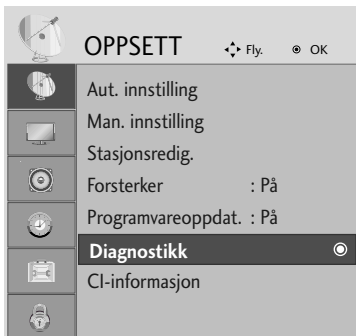 OPPSETT Fly. OK
Aut. innstilling
Man. innstilling
Stasjonsredig.
Forsterker : På
Programvareoppdat. : På
Diagnostikk
CI-informasjon